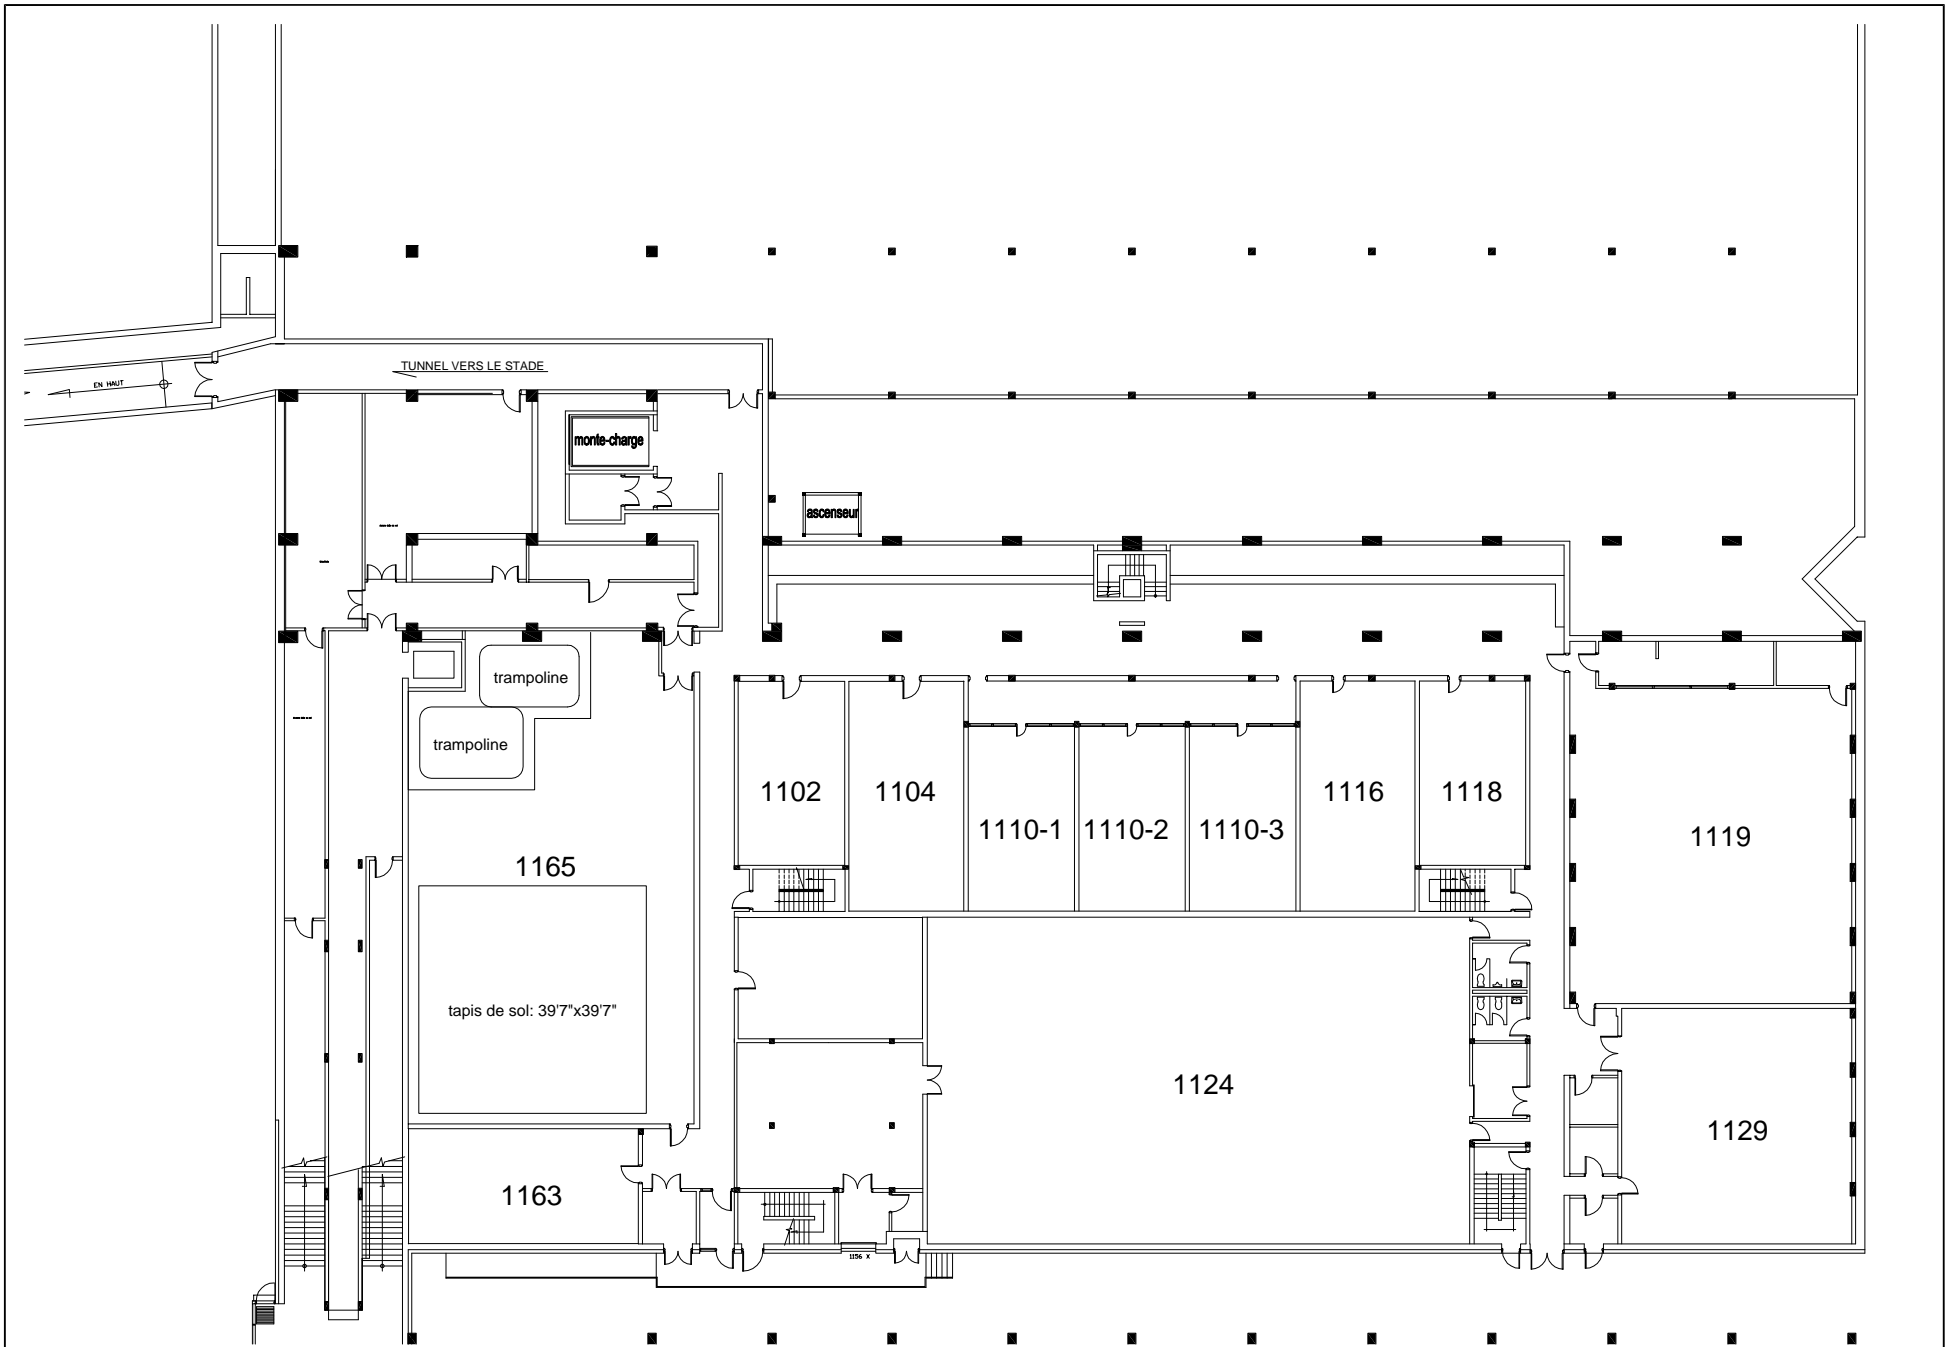 TUNNEL VERS LE STADE
EN HAUT
monte-charge
ascenseur
trampoline
trampoline
1102
1104
1116
1118
1110-1
1110-2
1110-3
1119
1165
tapis de sol: 39'7"x39'7"
1124
1129
1163
1156 X